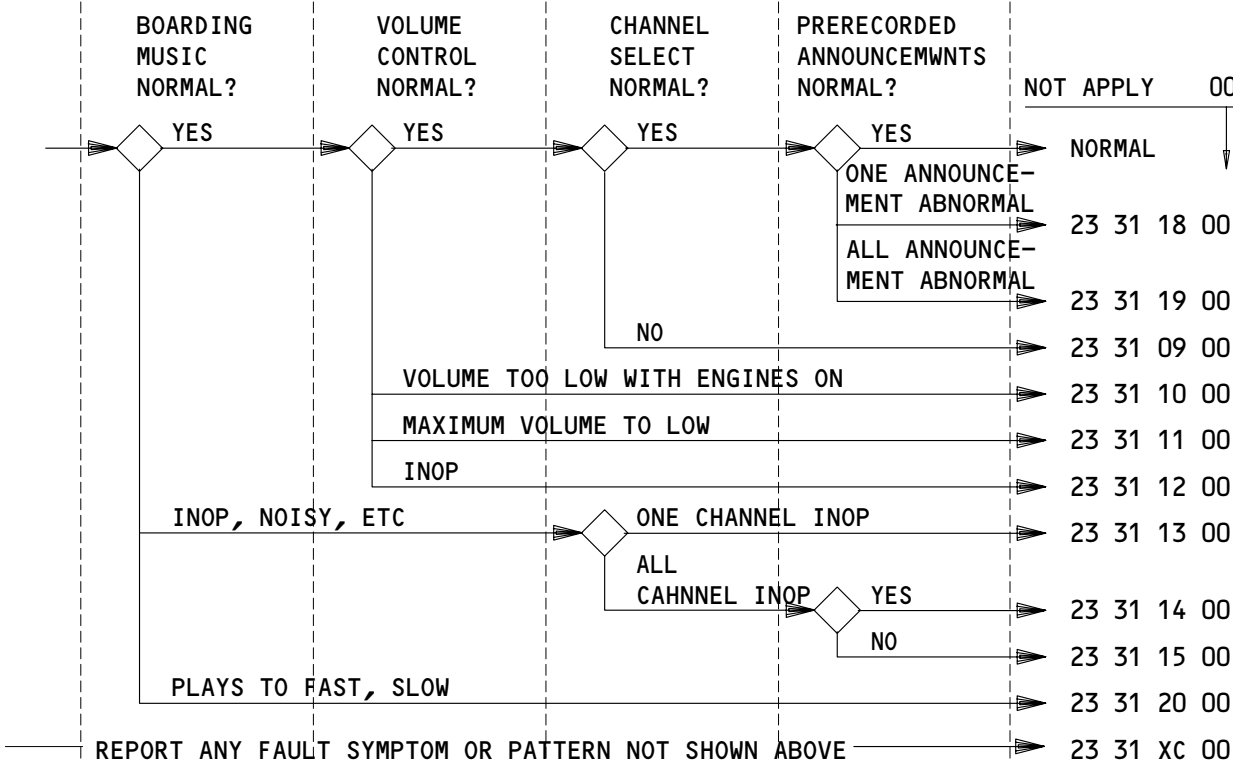 BOARDING
MUSIC
NORMAL?
VOLUME
CONTROL
NORMAL?
CHANNEL
SELECT
NORMAL?
PRERECORDED
ANNOUNCEMWNTS
NORMAL?
NOT APPLY 00
YES
YES
YES
YES
NORMAL
ONE ANNOUNCE-
MENT ABNORMAL
23 31 18 00
ALL ANNOUNCE-
MENT ABNORMAL
23 31 19 00
NO
23 31 09 00
VOLUME TOO LOW WITH ENGINES ON
23 31 10 00
MAXIMUM VOLUME TO LOW
23 31 11 00
INOP
23 31 12 00
INOP, NOISY, ETC
ONE CHANNEL INOP
23 31 13 00
ALL
CAHNNEL INOP
YES
23 31 14 00
NO
23 31 15 00
PLAYS TO FAST, SLOW
23 31 20 00
REPORT ANY FAULT SYMPTOM OR PATTERN NOT SHOWN ABOVE
23 31 XC 00